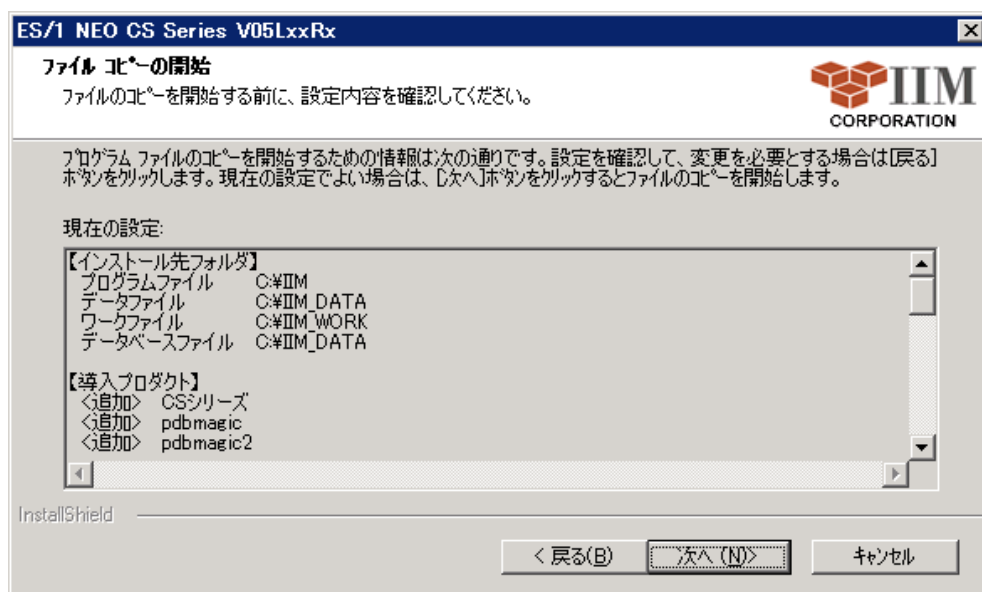 ES/1 NEO CS Series V05LxxRx
ファイル コピーの開始
ファイルのコピーを開始する前に、設定内容を確認してください。
IIM
CORPORATION
プログラム ファイルのコピーを開始するための情報は次の通りです。設定を確認して、変更を必要とする場合は[戻る]
ボタンをクリックします。現在の設定でよい場合は、[次へ]ボタンをクリックするとファイルのコピーを開始します。
現在の設定:
【インストール先フォルダ】
プログラムファイル C:¥IIM
データファイル C:¥IIM_DATA
ワークファイル C:¥IIM_WORK
データベースファイル C:¥IIM_DATA
【導入プロダクト】
<追加> CSシリーズ
<追加> pdbmagic
<追加> pdbmagic2
InstallShield
< 戻る(B)
次へ (N)>
キャンセル